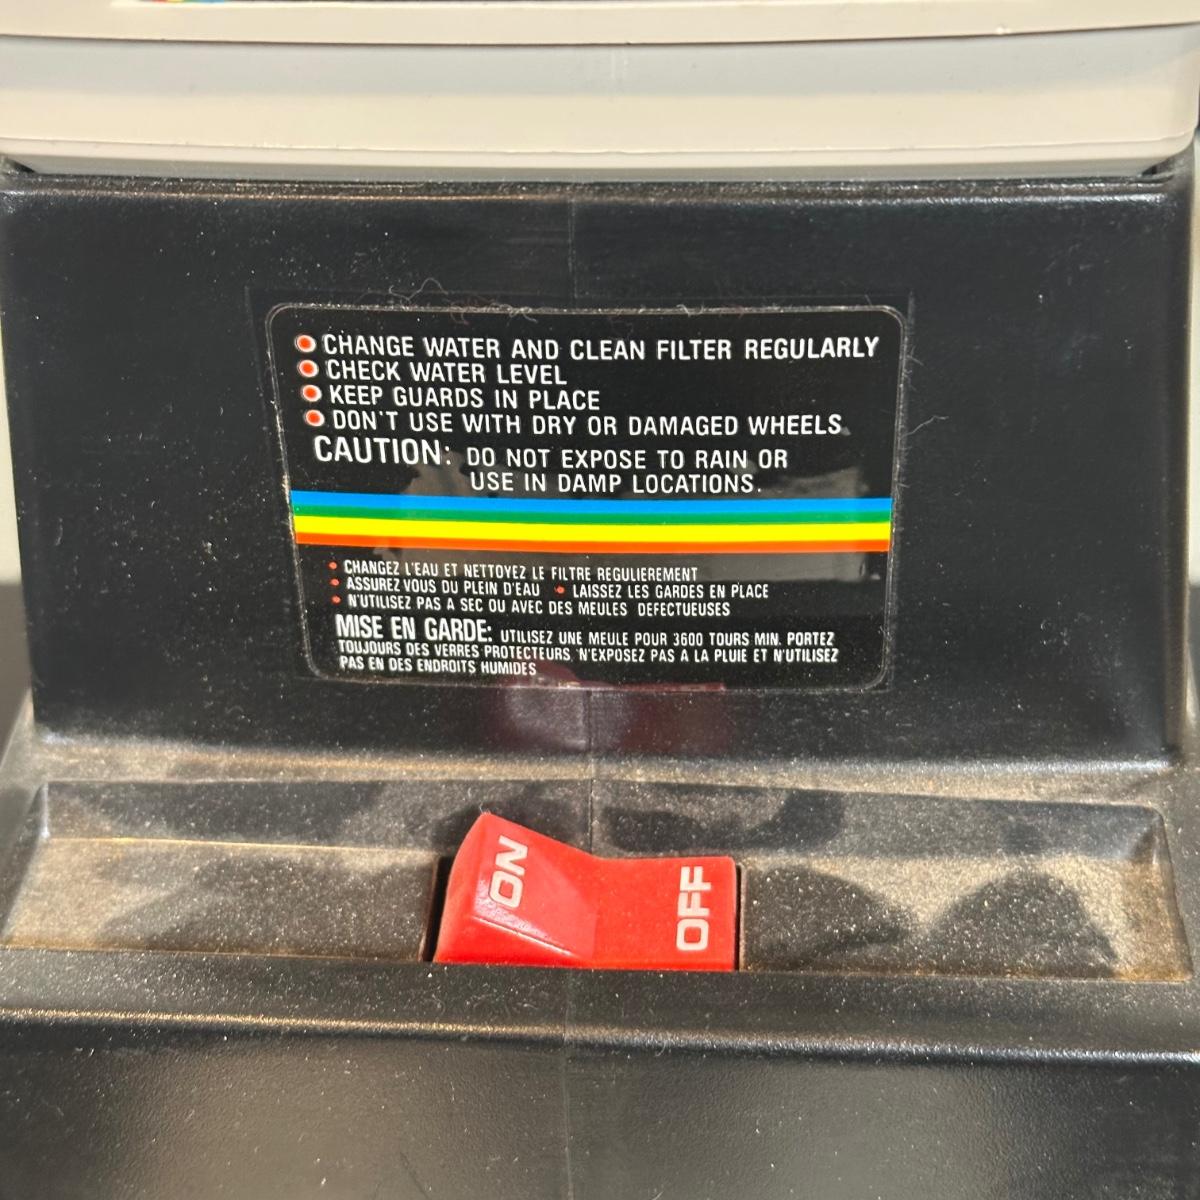 CHANGE WATER AND CLEAN FILTER REGULARLY
CHECK WATER LEVEL
KEEP GUARDS IN PLACE
DON'T USE WITH DRY OR DAMAGED WHEELS
CAUTION: DO NOT EXPOSE TO RAIN OR
USE IN DAMP LOCATIONS.
• CHANGEZ L'EAU ET NETTOYEZ LE FILTRE REGULIEREMENT
• ASSUREZ VOUS DU PLEIN D'EAU • LAISSEZ LES GARDES EN PLACE
• N'UTILISEZ PAS A SEC OU AVEC DES MEULES DEFECTUEUSES
MISE EN GARDE: UTILISEZ UNE MEULE POUR 3600 TOURS MIN. PORTEZ
TOUJOURS DES VERRES PROTECTEURS N'EXPOSEZ PAS A LA PLUIE ET N'UTILISEZ
PAS EN DES ENDROITS HUMIDES
ON
OFF